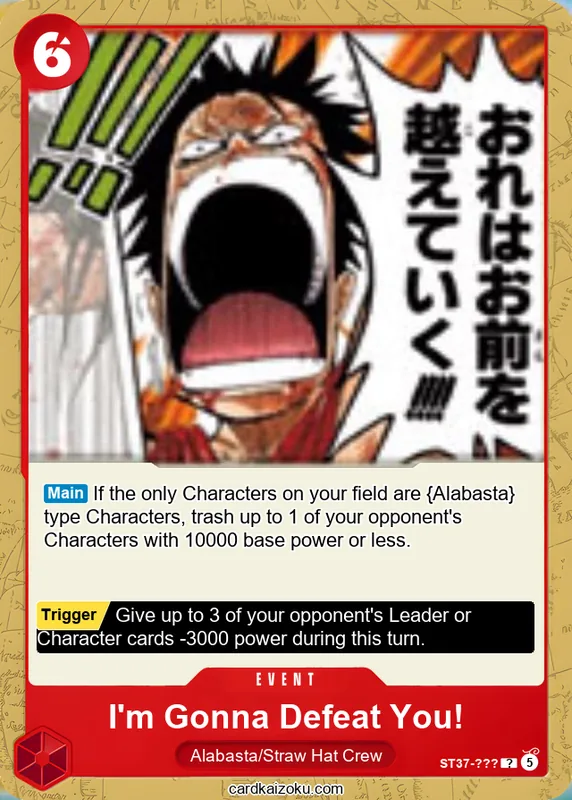 6
おれはお前を
越えていく!!!!
Main If the only Characters on your field are {Alabasta}
type Characters, trash up to 1 of your opponent's
Characters with 10000 base power or less.
Trigger Give up to 3 of your opponent's Leader or
Character cards -3000 power during this turn.
EVENT
I'm Gonna Defeat You!
Alabasta/Straw Hat Crew
ST37-??? ? 5
cardkaizoku.com